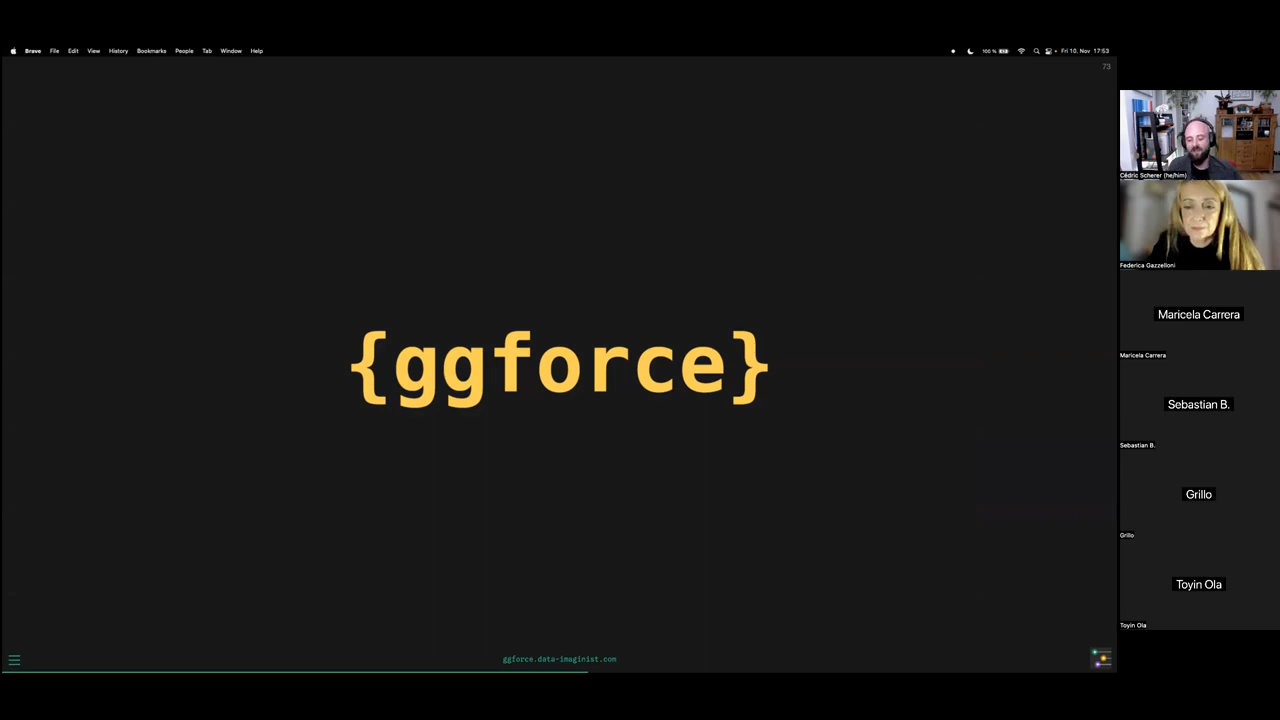 Brave File Edit View History Bookmarks People Tab Window Help 100 % Fri 10. Nov 17:53
73
{ggforce}
ggforce.data-imaginist.com
Cédric Scherer (he/him)
Federica Gazzelloni
Maricela Carrera
Maricela Carrera
Sebastian B.
Sebastian B.
Grillo
Grillo
Toyin Ola
Toyin Ola